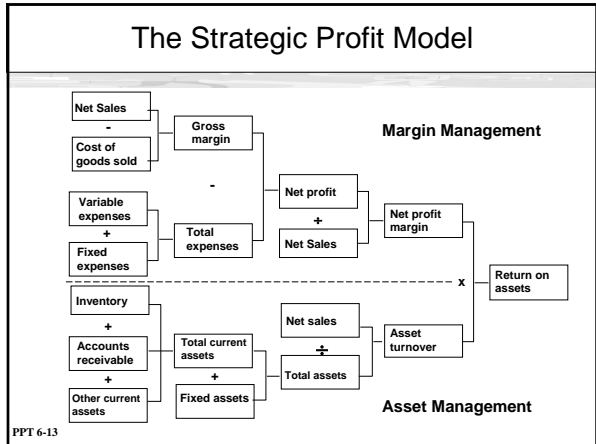 The Strategic Profit Model
Net Sales
-
Cost of
goods sold
Gross
margin
Margin Management
-
Variable
expenses
+
Fixed
expenses
Total
expenses
Net profit
÷
Net Sales
Net profit
margin
x
Return on
assets
Inventory
+
Accounts
receivable
+
Other current
assets
Total current
assets
+
Fixed assets
Net sales
÷
Total assets
Asset
turnover
Asset Management
PPT 6-13